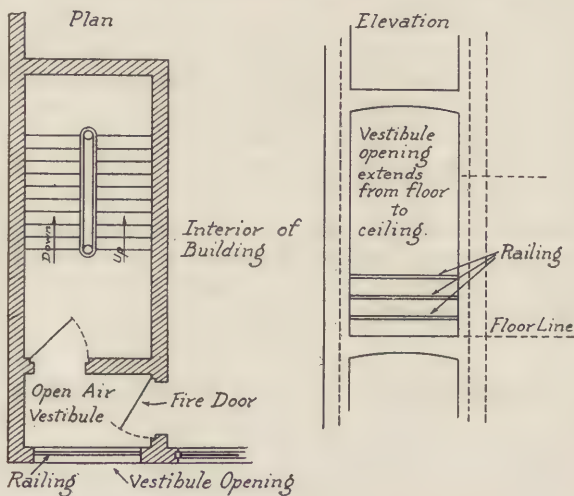 Plan
Down
Up
Interior of
Building
Open Air
Vestibule
Fire Door
Railing
Vestibule Opening
Elevation
Vestibule
opening
extends
from floor
to
ceiling.
Railing
Floor Line